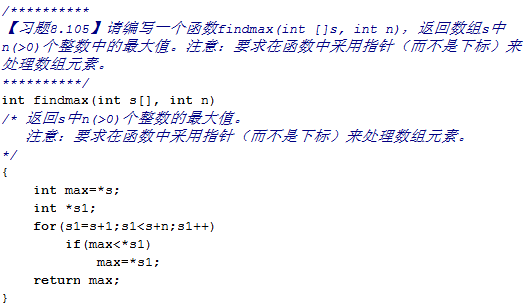 /**********
【习题8.105】请编写一个函数findmax(int []s, int n), 返回数组s中
n(>0)个整数中的最大值。注意：要求在函数中采用指针（而不是下标）来
处理数组元素。
**********/
int findmax(int s[], int n)
/* 返回s中n(>0)个整数的最大值。
注意：要求在函数中采用指针（而不是下标）来处理数组元素。
*/
{
int max=*s;
int *s1;
for(s1=s+1;s1<s+n;s1++)
if(max<*s1)
max=*s1;
return max;
}